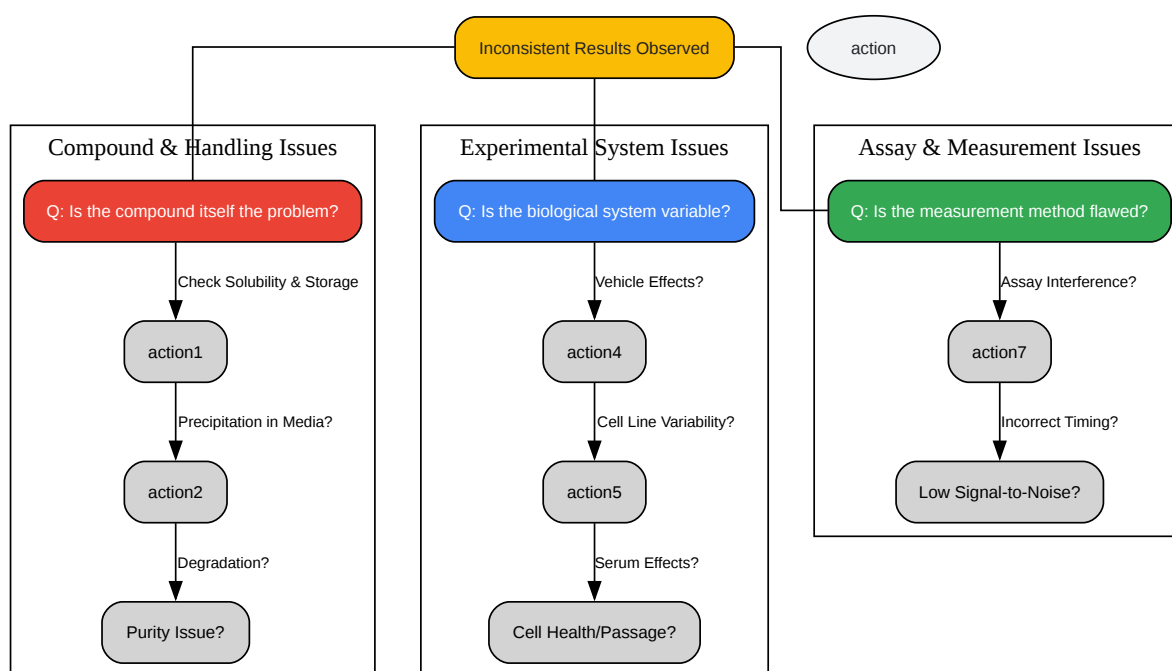 Inconsistent Results Observed
action
Compound & Handling Issues
Q: Is the compound itself the problem?
Check Solubility & Storage
action1
Precipitation in Media?
action2
Degradation?
Purity Issue?
Experimental System Issues
Q: Is the biological system variable?
Vehicle Effects?
action4
Cell Line Variability?
action5
Serum Effects?
Cell Health/Passage?
Assay & Measurement Issues
Q: Is the measurement method flawed?
Assay Interference?
action7
Incorrect Timing?
Low Signal-to-Noise?